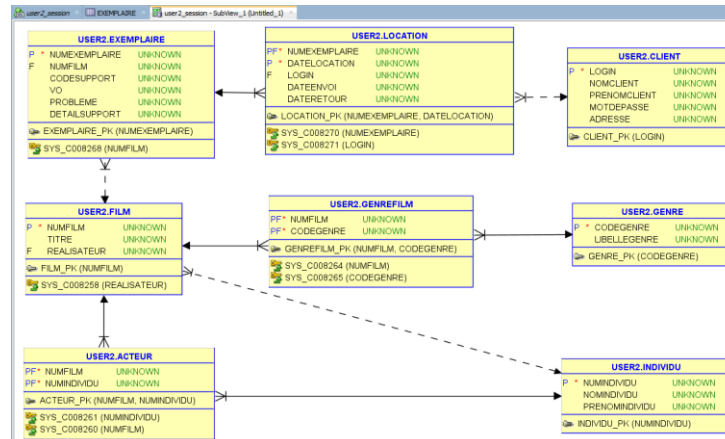 user2_session
EXEMPLAIRE
user2_session - SubView_1 (Untitled_1)
USER2.EXEMPLAIRE
P * NUMEXEMPLAIRE UNKNOWN
F NUMFILM UNKNOWN
CODESUPPORT UNKNOWN
VO UNKNOWN
PROBLEME UNKNOWN
DETAILSUPPORT UNKNOWN
EXEMPLAIRE_PK (NUMEXEMPLAIRE)
SYS_C008268 (NUMFILM)
USER2.LOCATION
PF* NUMEXEMPLAIRE UNKNOWN
P * DATELOCATION UNKNOWN
F LOGIN UNKNOWN
DATEENVOI UNKNOWN
DATERETOUR UNKNOWN
LOCATION_PK (NUMEXEMPLAIRE, DATELOCATION)
SYS_C008270 (NUMEXEMPLAIRE)
SYS_C008271 (LOGIN)
USER2.CLIENT
P * LOGIN UNKNOWN
NOMCLIENT UNKNOWN
PRENOMCLIENT UNKNOWN
MOTDEPASSE UNKNOWN
ADRESSE UNKNOWN
CLIENT_PK (LOGIN)
USER2.FILM
P * NUMFILM UNKNOWN
TITRE UNKNOWN
F REALISATEUR UNKNOWN
FILM_PK (NUMFILM)
SYS_C008258 (REALISATEUR)
USER2.GENREFILM
PF* NUMFILM UNKNOWN
PF* CODEGENRE UNKNOWN
GENREFILM_PK (NUMFILM, CODEGENRE)
SYS_C008264 (NUMFILM)
SYS_C008265 (CODEGENRE)
USER2.GENRE
P * CODEGENRE UNKNOWN
LIBELLEGENRE UNKNOWN
GENRE_PK (CODEGENRE)
USER2.ACTEUR
PF* NUMFILM UNKNOWN
PF* NUMINDIVIDU UNKNOWN
ACTEUR_PK (NUMFILM, NUMINDIVIDU)
SYS_C008261 (NUMINDIVIDU)
SYS_C008260 (NUMFILM)
USER2.INDIVIDU
P * NUMINDIVIDU UNKNOWN
NOMINDIVIDU UNKNOWN
PRENOMINDIVIDU UNKNOWN
INDIVIDU_PK (NUMINDIVIDU)